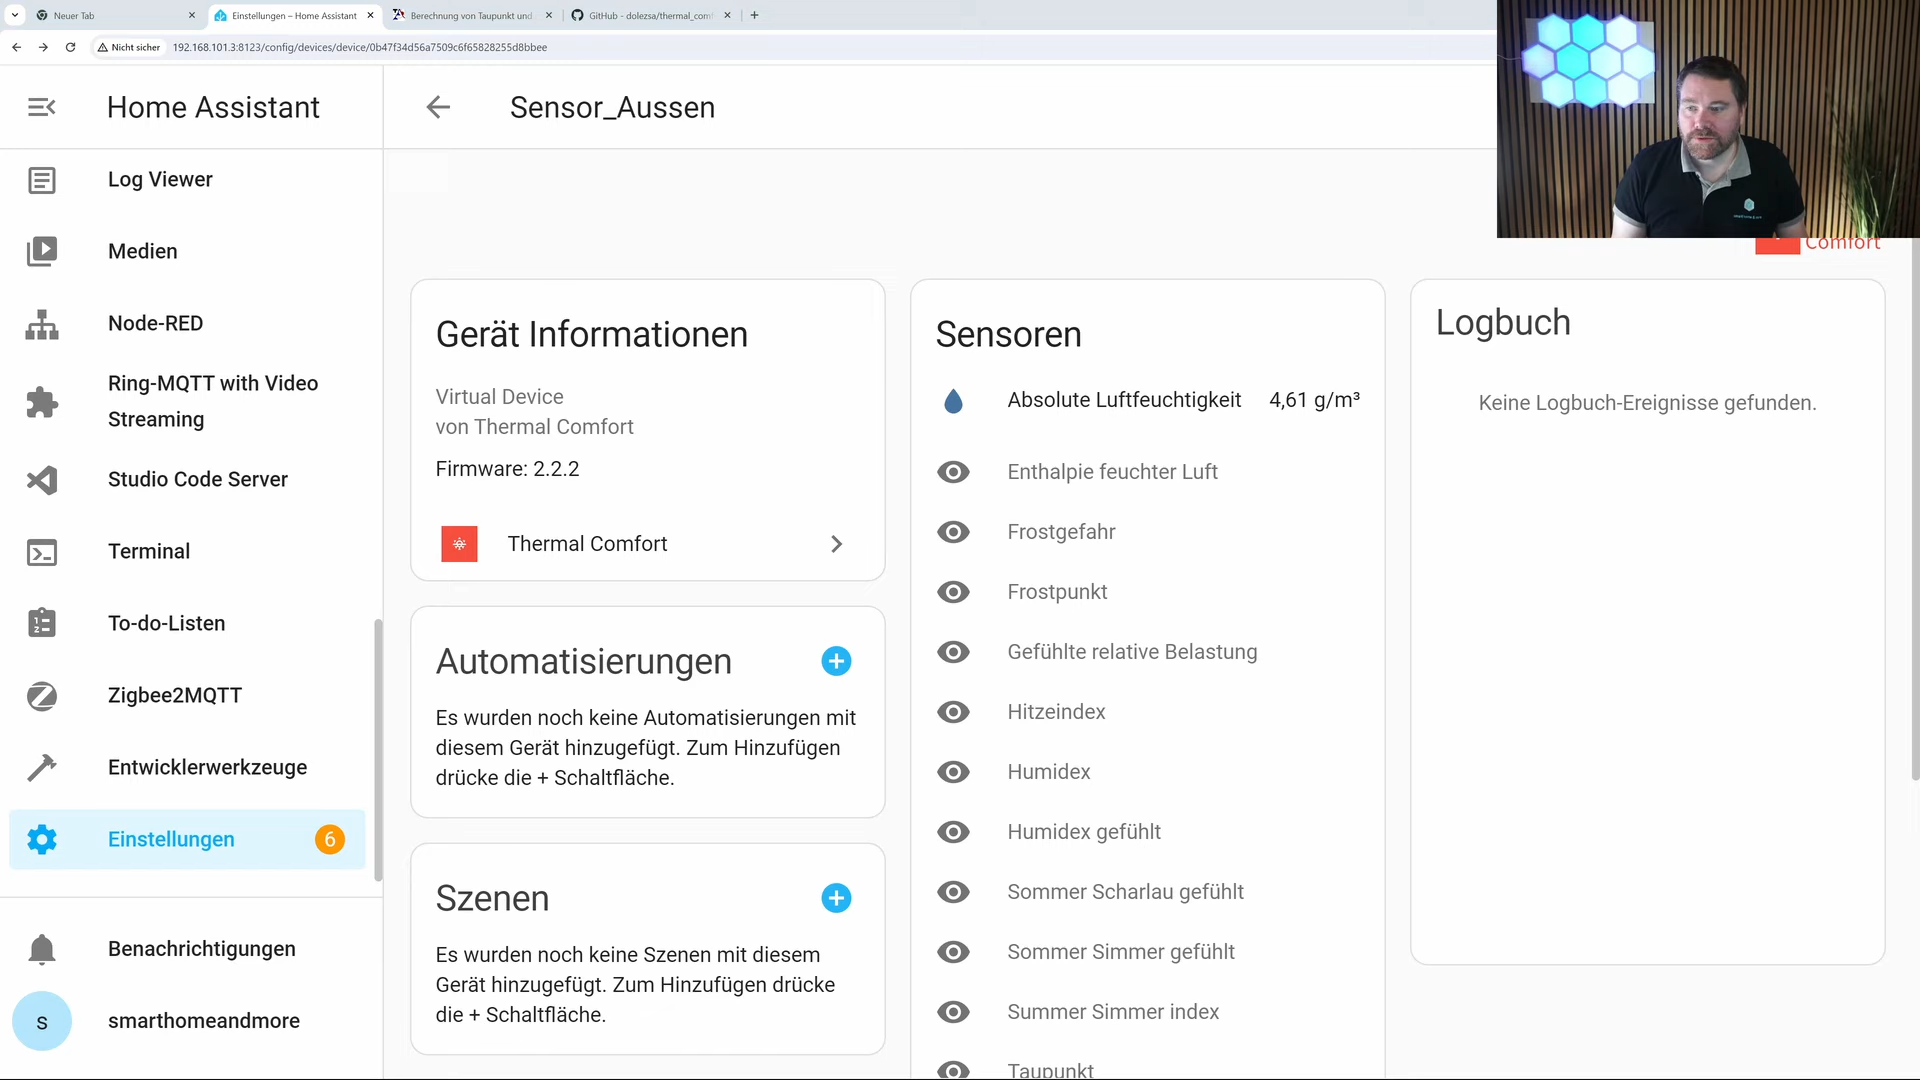 Neuer Tab
Einstellungen – Home Assistant
Berechnung von Taupunkt und
GitHub - dolezsa/thermal_comf
Nicht sicher
192.168.101.3:8123/config/devices/device/0b47f34d56a7509c6f65828255d8bbee
Home Assistant
Sensor_Aussen
Log Viewer
Medien
Node-RED
Ring-MQTT with Video
Streaming
Studio Code Server
Terminal
To-do-Listen
Zigbee2MQTT
Entwicklerwerkzeuge
Einstellungen
6
Benachrichtigungen
s
smarthomeandmore
Comfort
Gerät Informationen
Virtual Device
von Thermal Comfort
Firmware: 2.2.2
Thermal Comfort
Automatisierungen
Es wurden noch keine Automatisierungen mit
diesem Gerät hinzugefügt. Zum Hinzufügen
drücke die + Schaltfläche.
Szenen
Es wurden noch keine Szenen mit diesem
Gerät hinzugefügt. Zum Hinzufügen drücke
die + Schaltfläche.
Sensoren
Absolute Luftfeuchtigkeit 4,61 g/m³
Enthalpie feuchter Luft
Frostgefahr
Frostpunkt
Gefühlte relative Belastung
Hitzeindex
Humidex
Humidex gefühlt
Sommer Scharlau gefühlt
Sommer Simmer gefühlt
Summer Simmer index
Taupunkt
Logbuch
Keine Logbuch-Ereignisse gefunden.